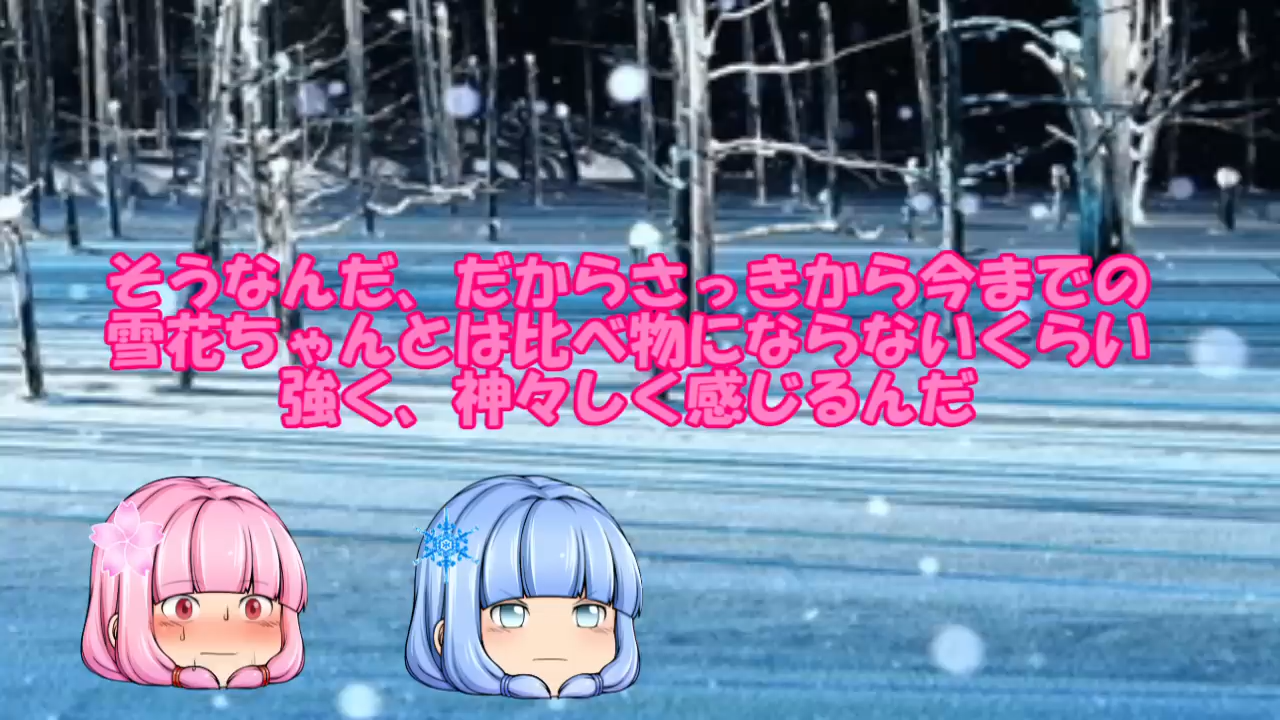 そうなんだ、だからさっきから今までの
雪花ちゃんとは比べ物にならないくらい
強く、神々しく感じるんだ